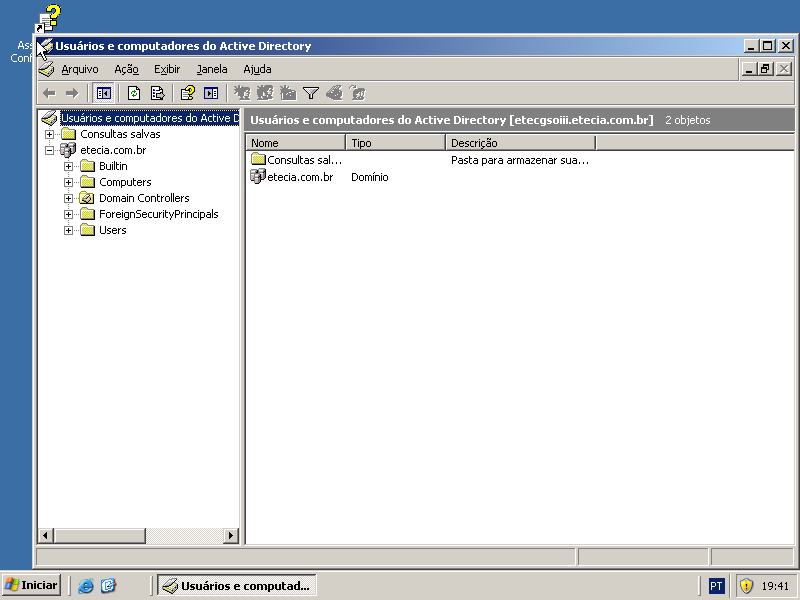 Ass
Conf
Usuários e computadores do Active Directory
Arquivo Ação Exibir Janela Ajuda
Usuários e computadores do Active D
Consultas salvas
etecia.com.br
Builtin
Computers
Domain Controllers
ForeignSecurityPrincipals
Users
Usuários e computadores do Active Directory [etecgsoiii.etecia.com.br] 2 objetos
Nome Tipo Descrição
Consultas sal... Pasta para armazenar sua...
etecia.com.br Domínio
Iniciar Usuários e computad... PT 19:41